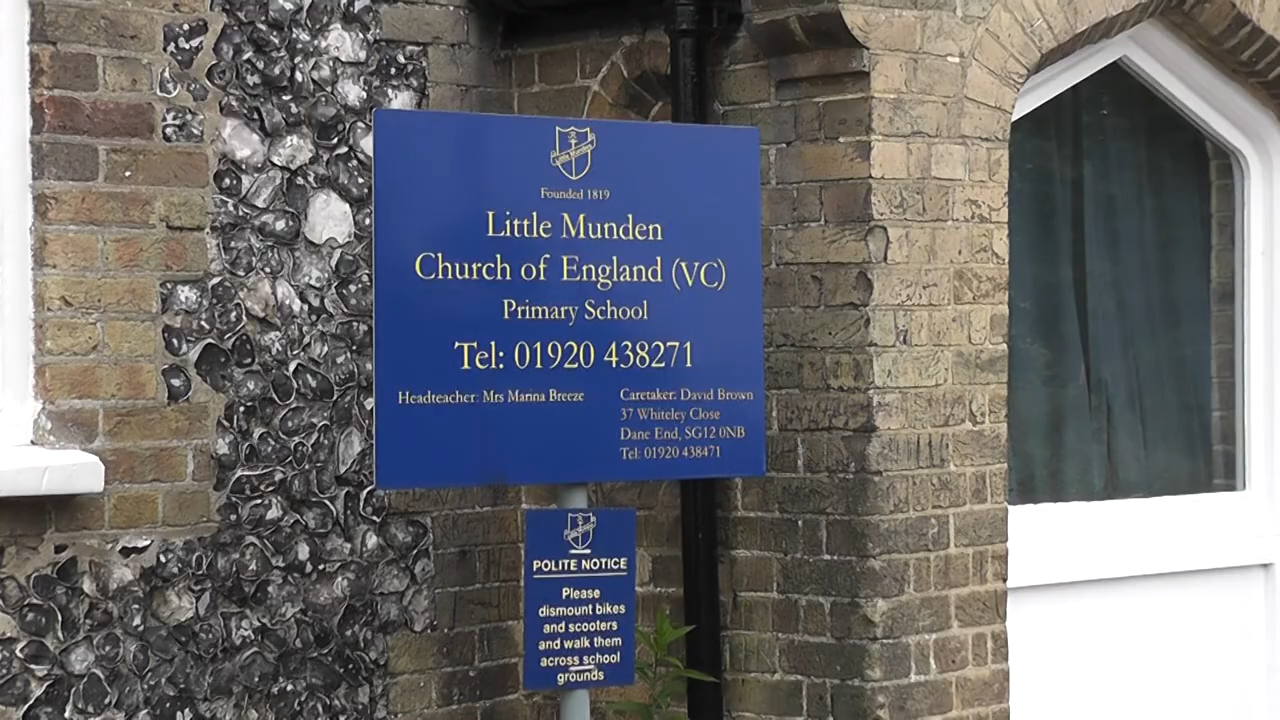 Little Munden
Founded 1819
Little Munden
Church of England (VC)
Primary School
Tel: 01920 438271
Headteacher: Mrs Marina Breeze
Caretaker: David Brown
37 Whiteley Close
Dane End, SG12 0NB
Tel: 01920 438471
POLITE NOTICE
Please
dismount bikes
and scooters
and walk them
across school
grounds